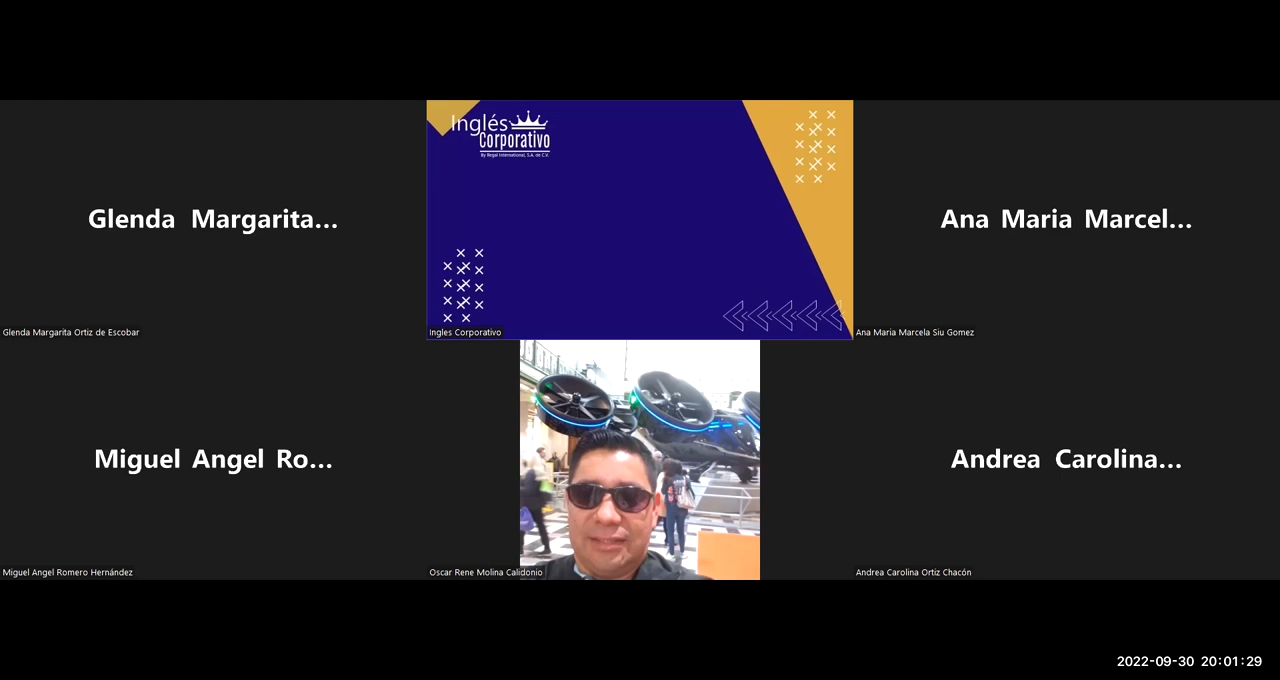 Inglés
Corporativo
By Regal International, S.A. de C.V.
Glenda Margarita...
Ana Maria Marcel...
Glenda Margarita Ortiz de Escobar
Ingles Corporativo
Ana Maria Marcela Siu Gomez
Miguel Angel Ro...
Andrea Carolina...
Miguel Angel Romero Hernández
Oscar Rene Molina Calidonio
Andrea Carolina Ortiz Chacón
2022-09-30 20:01:29